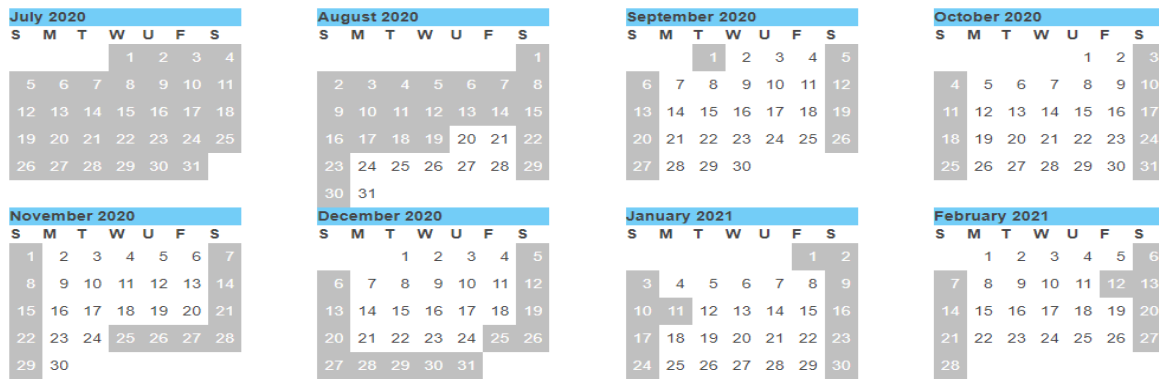 July 2020
S M T W U F S
1 2 3 4
5 6 7 8 9 10 11
12 13 14 15 16 17 18
19 20 21 22 23 24 25
26 27 28 29 30 31
August 2020
S M T W U F S
1
2 3 4 5 6 7 8
9 10 11 12 13 14 15
16 17 18 19 20 21 22
23 24 25 26 27 28 29
30 31
September 2020
S M T W U F S
1 2 3 4 5
6 7 8 9 10 11 12
13 14 15 16 17 18 19
20 21 22 23 24 25 26
27 28 29 30
October 2020
S M T W U F S
1 2 3
4 5 6 7 8 9 10
11 12 13 14 15 16 17
18 19 20 21 22 23 24
25 26 27 28 29 30 31
November 2020
S M T W U F S
1 2 3 4 5 6 7
8 9 10 11 12 13 14
15 16 17 18 19 20 21
22 23 24 25 26 27 28
29 30
December 2020
S M T W U F S
1 2 3 4 5
6 7 8 9 10 11 12
13 14 15 16 17 18 19
20 21 22 23 24 25 26
27 28 29 30 31
January 2021
S M T W U F S
1 2
3 4 5 6 7 8 9
10 11 12 13 14 15 16
17 18 19 20 21 22 23
24 25 26 27 28 29 30
February 2021
S M T W U F S
1 2 3 4 5 6
7 8 9 10 11 12 13
14 15 16 17 18 19 20
21 22 23 24 25 26 27
28